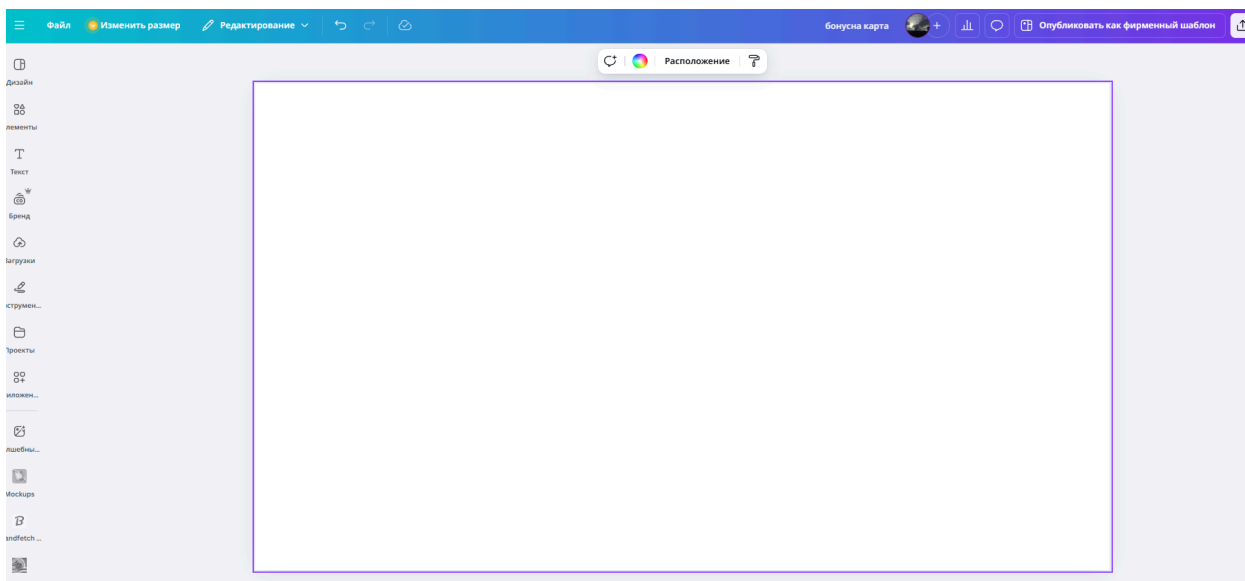 Файл Изменить размер Редактирование бонусна карта Опубликовать как фирменный шаблон
Расположение
Дизайн
лементы
Текст
Бренд
Загрузки
струмен...
Проекты
иложен...
лшебны...
Mockups
andfetch ...